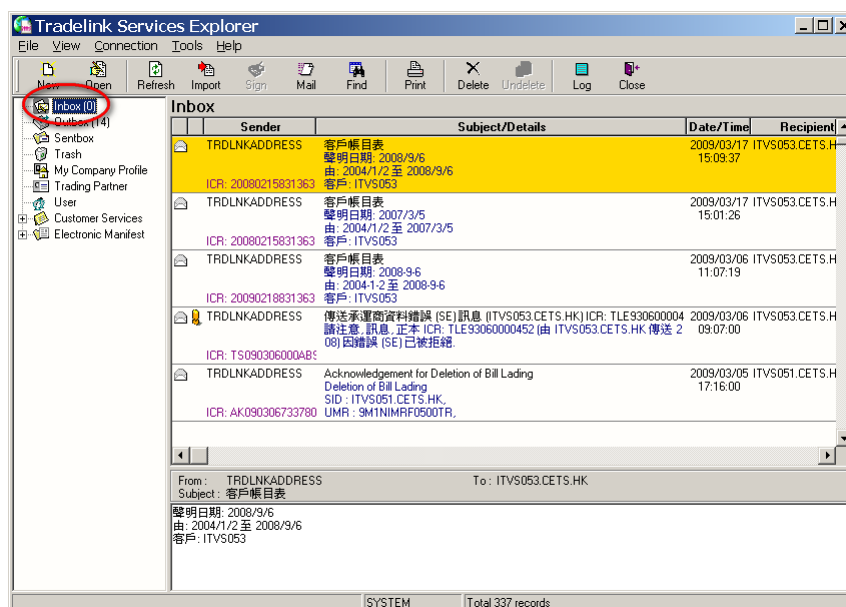 Tradelink Services Explorer
File View Connection Tools Help
New Open Refresh Import Sign Mail Find Print Delete Undelete Log Close
Inbox (0)
Outbox (14)
Sentbox
Trash
My Company Profile
Trading Partner
User
Customer Services
Electronic Manifest
Inbox
Sender Subject/Details Date/Time Recipient
TRDLNKADDRESS 客戶帳目表 2009/03/17 ITVS053.CETS.H
聲明日期: 2008/9/6 15:09:37
由: 2004/1/2 至 2008/9/6
ICR: 20080215831363 客戶: ITVS053
TRDLNKADDRESS 客戶帳目表 2009/03/17 ITVS053.CETS.H
聲明日期: 2007/3/5 15:01:26
由: 2004/1/2 至 2007/3/5
ICR: 20080215831363 客戶: ITVS053
TRDLNKADDRESS 客戶帳目表 2009/03/06 ITVS053.CETS.H
聲明日期: 2008-9-6 11:07:19
由: 2004-1-2 至 2008-9-6
ICR: 20090218831363 客戶: ITVS053
TRDLNKADDRESS 傳送承運商資料錯誤 (SE) 訊息 (ITVS053.CETS.HK) ICR: TLE930600004 2009/03/06 ITVS053.CETS.H
請注意, 訊息, 正本 ICR: TLE93060000452 (由 ITVS053.CETS.HK 傳送 2 09:07:00
08) 因錯誤 (SE) 已被拒絕.
ICR: TS090306000AB9
TRDLNKADDRESS Acknowledgement for Deletion of Bill Lading 2009/03/05 ITVS051.CETS.H
Deletion of Bill Lading 17:16:00
SID : ITVS051.CETS.HK,
ICR: AK090306733780 UMR : 9M1NIMRF0500TR,
From : TRDLNKADDRESS To : ITVS053.CETS.HK
Subject : 客戶帳目表
聲明日期: 2008/9/6
由: 2004/1/2 至 2008/9/6
客戶: ITVS053
SYSTEM Total 337 records